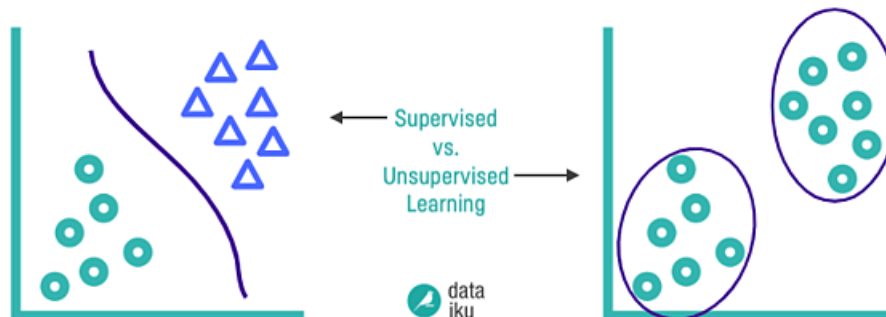 Supervised
vs.
Unsupervised
Learning
data
iku